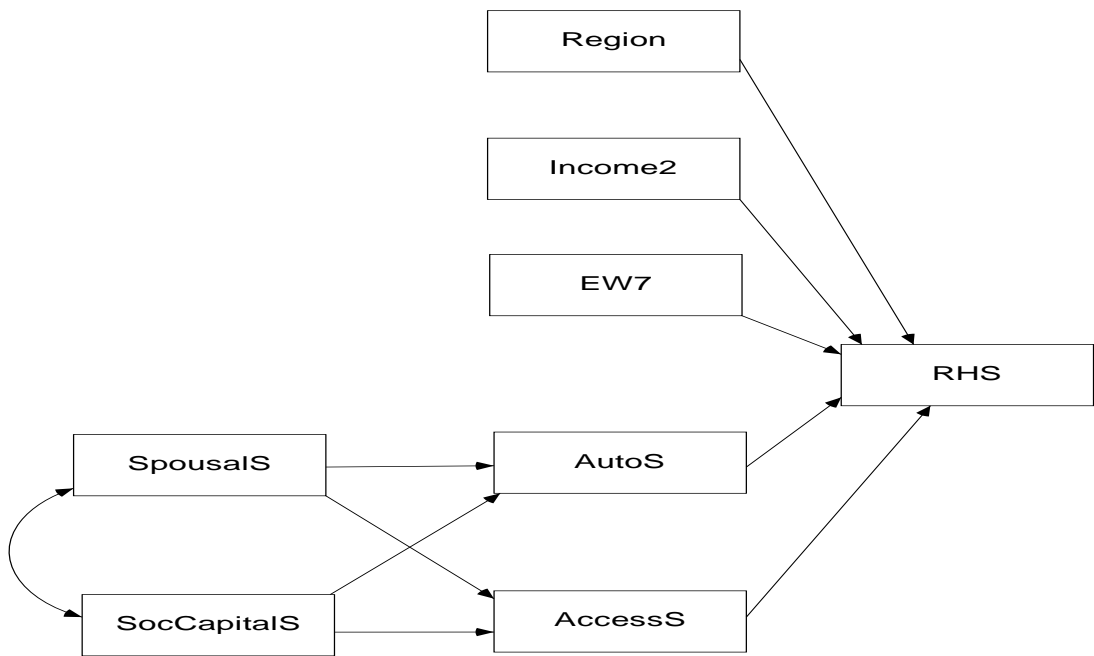 Region
Income2
EW7
RHS
SpousalS
AutoS
SocCapitalS
AccessS